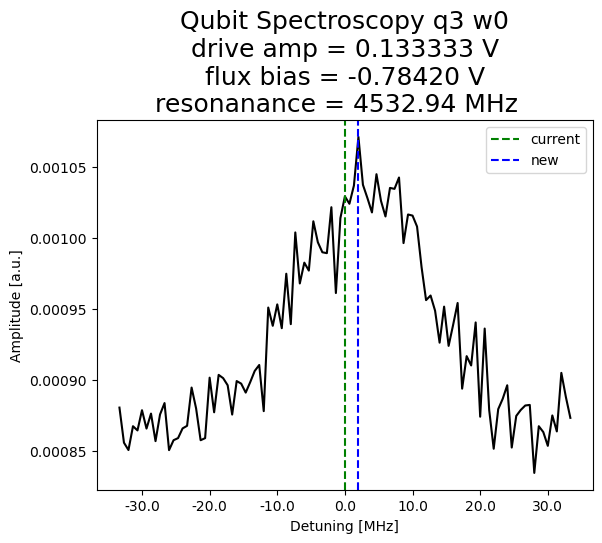 Qubit Spectroscopy q3 w0
drive amp = 0.133333 V
flux bias = -0.78420 V
resonanance = 4532.94 MHz
current
new
0.00105
0.00100
0.00095
0.00090
0.00085
Amplitude [a.u.]
-30.0 -20.0 -10.0 0.0 10.0 20.0 30.0
Detuning [MHz]